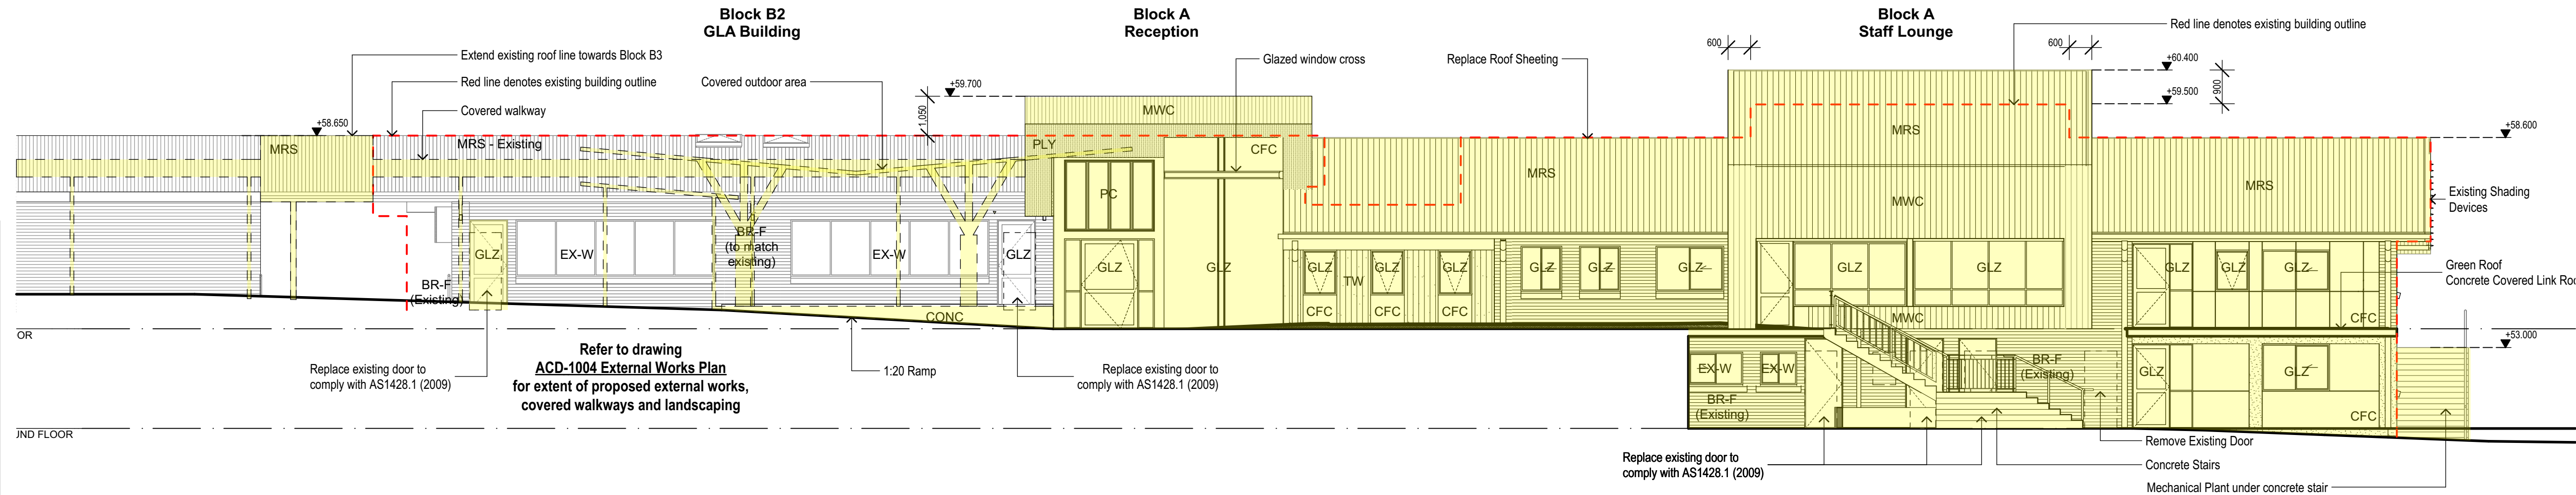 Block B2
GLA Building
Block A
Reception
Block A
Staff Lounge
Extend existing roof line towards Block B3
Red line denotes existing building outline
Covered walkway
Covered outdoor area
Glazed window cross
Replace Roof Sheeting
Red line denotes existing building outline
600
600
+60.400
+59.500
900
+59.700
1,050
+58.650
+58.600
MRS
MRS - Existing
PLY
MWC
CFC
MRS
MRS
MWC
MRS
Existing Shading
Devices
PC
GLZ
EX-W
BR-F
(to match
existing)
EX-W
GLZ
GLZ
GLZ
GLZ
GLZ
GLZ
TW
GLZ
GLZ
GLZ
GLZ
GLZ
GLZ
GLZ
GLZ
BR-F
(Existing)
CONC
CFC
CFC
CFC
MWC
CFC
Green Roof
Concrete Covered Link Roo
+53.000
OR
Refer to drawing
ACD-1004 External Works Plan
for extent of proposed external works,
covered walkways and landscaping
Replace existing door to
comply with AS1428.1 (2009)
1:20 Ramp
Replace existing door to
comply with AS1428.1 (2009)
EX-W
EX-W
BR-F
(Existing)
BR-F
(Existing)
GLZ
GLZ
CFC
UND FLOOR
Remove Existing Door
Replace existing door to
comply with AS1428.1 (2009)
Concrete Stairs
Mechanical Plant under concrete stair